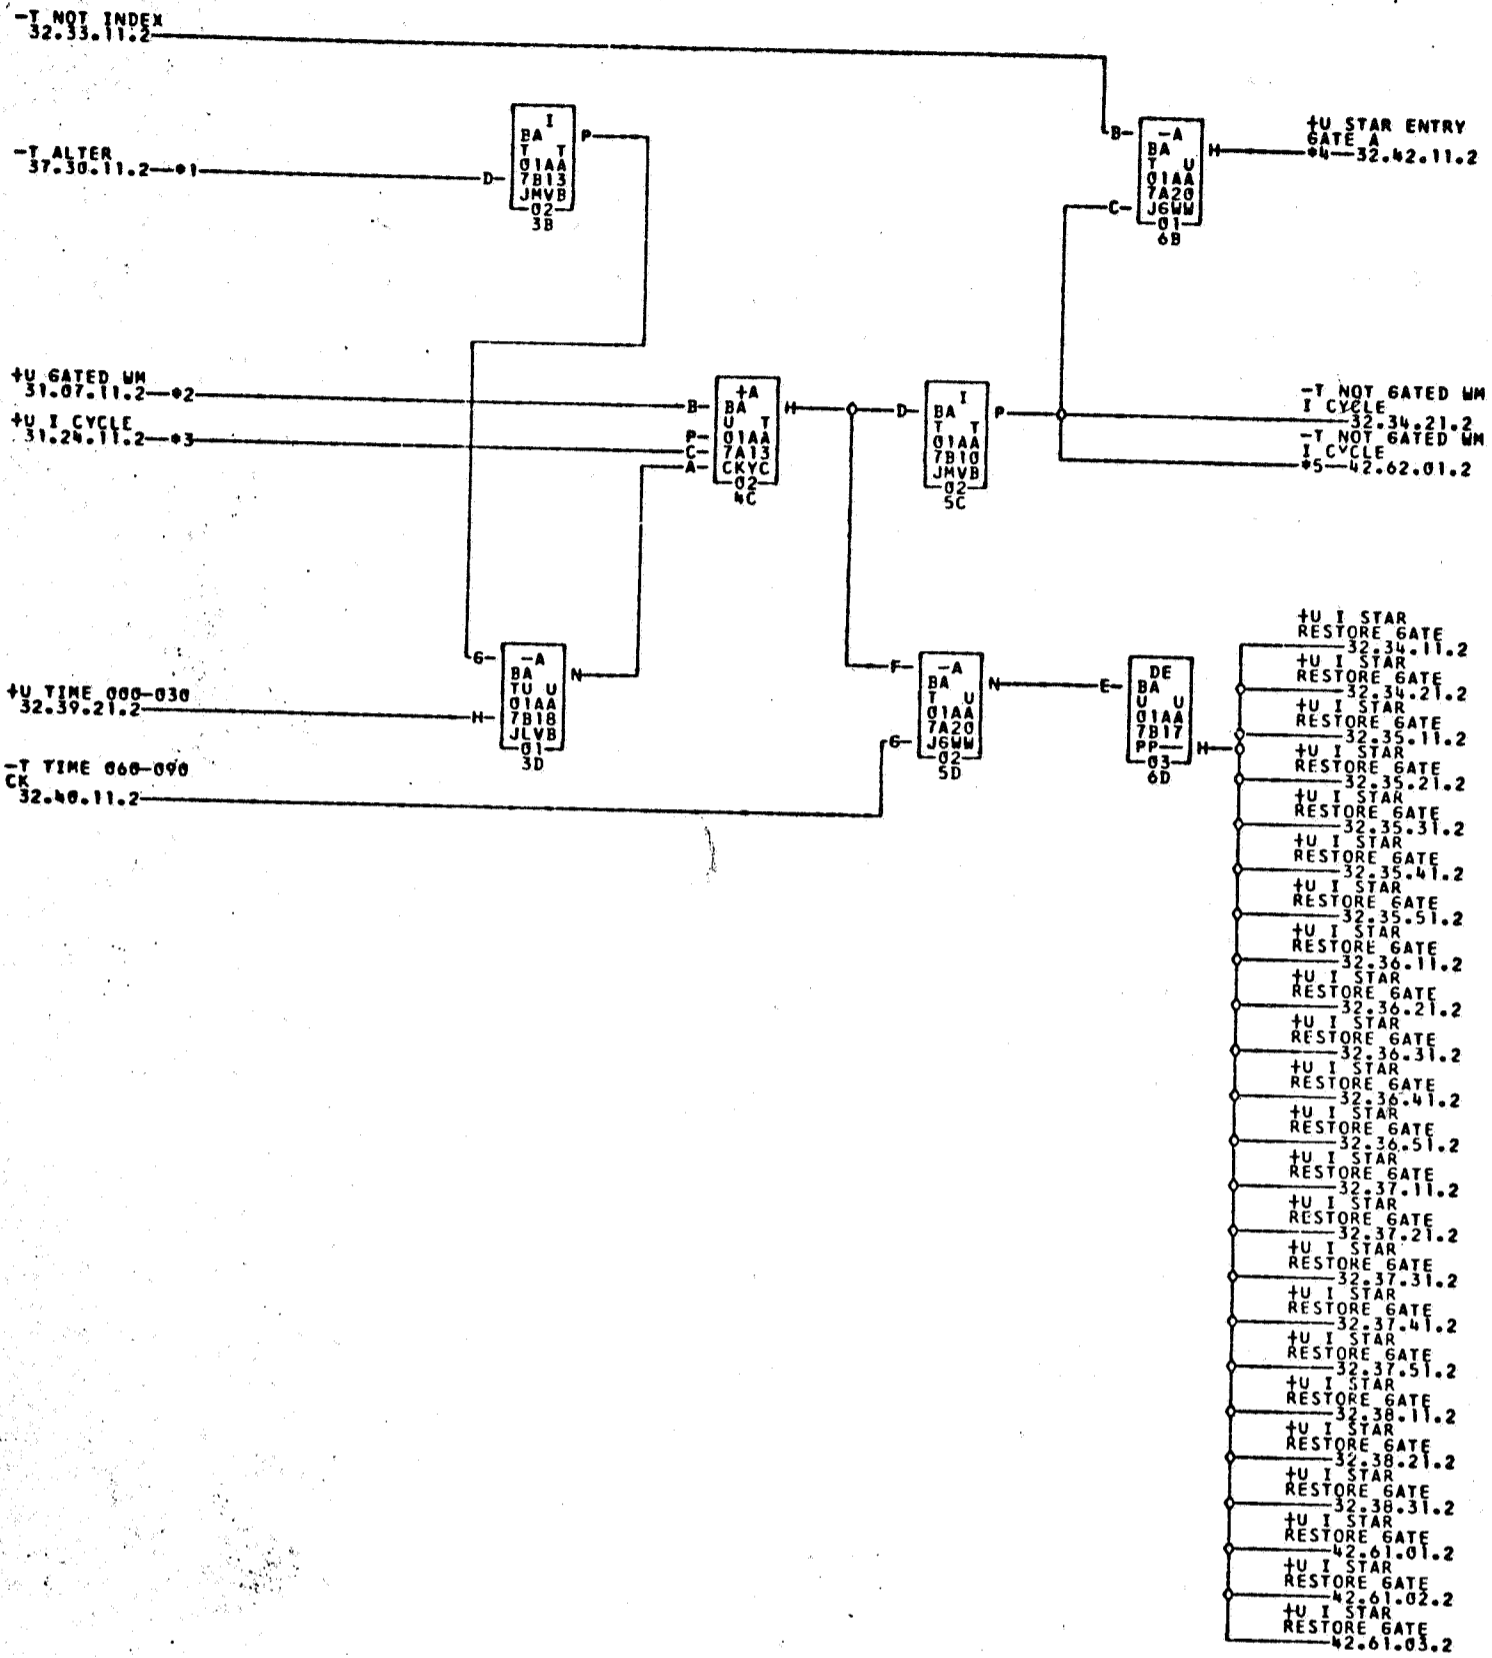 -T NOT INDEX
32.33.11.2
-T ALTER
37.30.11.2—*1
D-
I
BA
T T
01AA
7B13
JMVB
02
3B
P
B-
C-
-A
BA
T U
01AA
7A20
JGWW
01
6B
H
+U STAR ENTRY
GATE A
*4—32.42.11.2
+U GATED WM
31.07.11.2—*2
+U I CYCLE
31.24.11.2—*3
B-
P-
C-
A-
+A
BA
U T
01AA
7A13
CKYC
02
4C
H
D-
I
BA
T T
01AA
7B10
JMVB
02
5C
P
-T NOT GATED WM
I CYCLE
32.34.21.2
-T NOT GATED WM
I CYCLE
*5—42.62.01.2
+U TIME 000-030
32.39.21.2
-T TIME 060-090
CK
32.40.11.2
G-
H-
-A
BA
TU U
01AA
7B18
JLVB
01
3D
N
F-
G-
-A
BA
T U
01AA
7A20
JGWW
02
5D
N
E-
DE
BA
U U
01AA
7B17
PP
03
6D
H
+U I STAR
RESTORE GATE
32.34.11.2
+U I STAR
RESTORE GATE
32.34.21.2
+U I STAR
RESTORE GATE
32.35.11.2
+U I STAR
RESTORE GATE
32.35.21.2
+U I STAR
RESTORE GATE
32.35.31.2
+U I STAR
RESTORE GATE
32.35.41.2
+U I STAR
RESTORE GATE
32.35.51.2
+U I STAR
RESTORE GATE
32.36.11.2
+U I STAR
RESTORE GATE
32.36.21.2
+U I STAR
RESTORE GATE
32.36.31.2
+U I STAR
RESTORE GATE
32.36.41.2
+U I STAR
RESTORE GATE
32.36.51.2
+U I STAR
RESTORE GATE
32.37.11.2
+U I STAR
RESTORE GATE
32.37.21.2
+U I STAR
RESTORE GATE
32.37.31.2
+U I STAR
RESTORE GATE
32.37.41.2
+U I STAR
RESTORE GATE
32.37.51.2
+U I STAR
RESTORE GATE
32.38.11.2
+U I STAR
RESTORE GATE
32.38.21.2
+U I STAR
RESTORE GATE
32.38.31.2
+U I STAR
RESTORE GATE
42.61.01.2
+U I STAR
RESTORE GATE
42.61.02.2
+U I STAR
RESTORE GATE
42.61.03.2